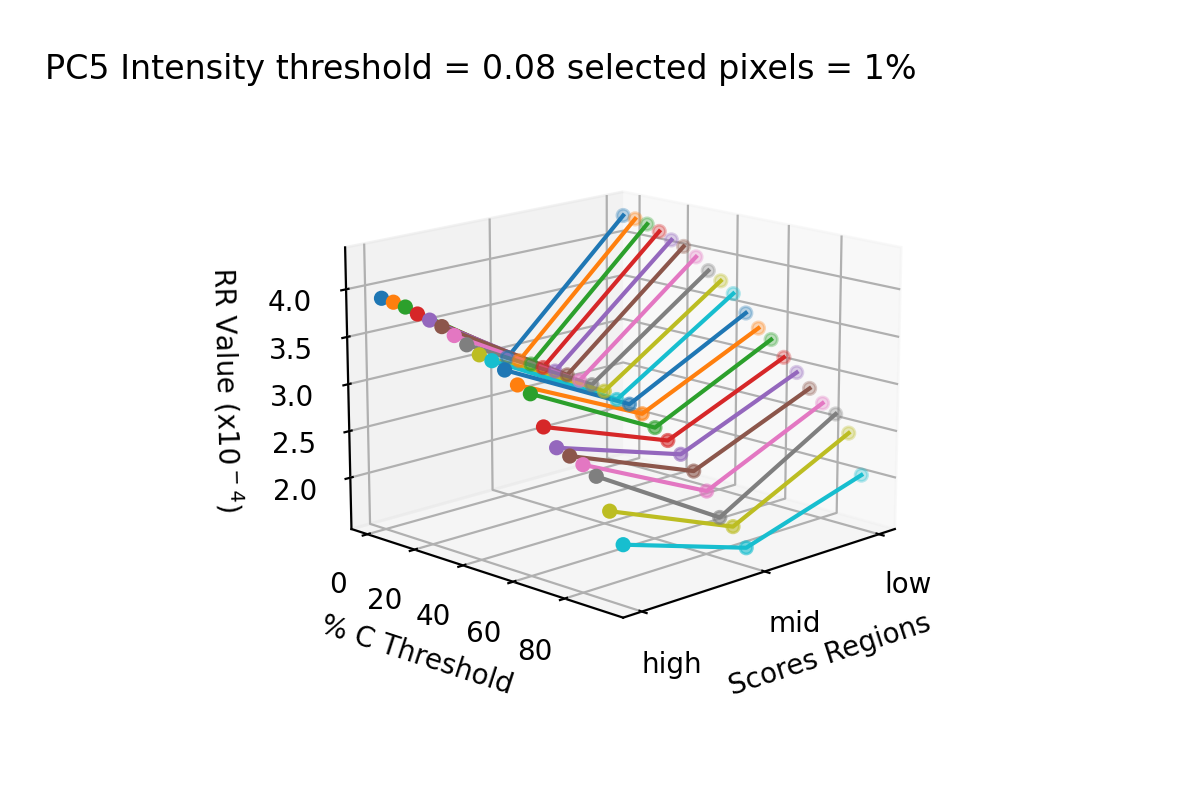 PC5 Intensity threshold = 0.08 selected pixels = 1%
RR Value (x10⁻⁴)
4.0
3.5
3.0
2.5
2.0
0
20
40
60
80
% C Threshold
high
mid
low
Scores Regions